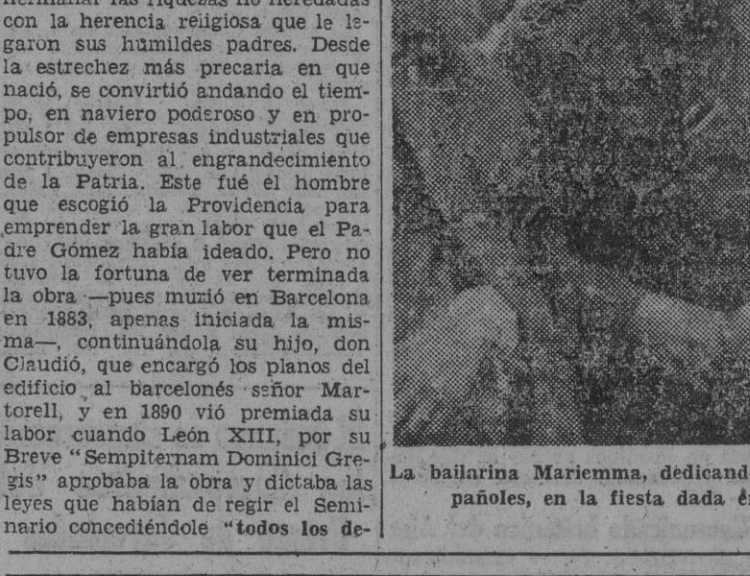 hermanar las riquezas no heredadas
con la herencia religiosa que le le-
garon sus humildes padres. Desde
la estrechez más precaria en que
nació, se convirtió andando el tiem-
po, en naviero poderoso y en pro-
pulsor de empresas industriales que
contribuyeron al engrandecimiento
de la Patria. Este fué el hombre
que escogió la Providencia para
emprender la gran labor que el Pa-
dre Gómez había ideado. Pero no
tuvo la fortuna de ver terminada
la obra —pues murió en Barcelona
en 1883, apenas iniciada la mis-
ma—, continuándola su hijo, don
Claudió, que encargó los planos del
edificio al barcelonés señor Mar-
torell, y en 1890 vió premiada su
labor cuando León XIII, por su
Breve "Sempiternam Dominici Gre-
gis" aprobaba la obra y dictaba las
leyes que habían de regir el Semi-
nario concediéndole "todos los de-
La bailarina Mariemma, dedicand
pañoles, en la fiesta dada